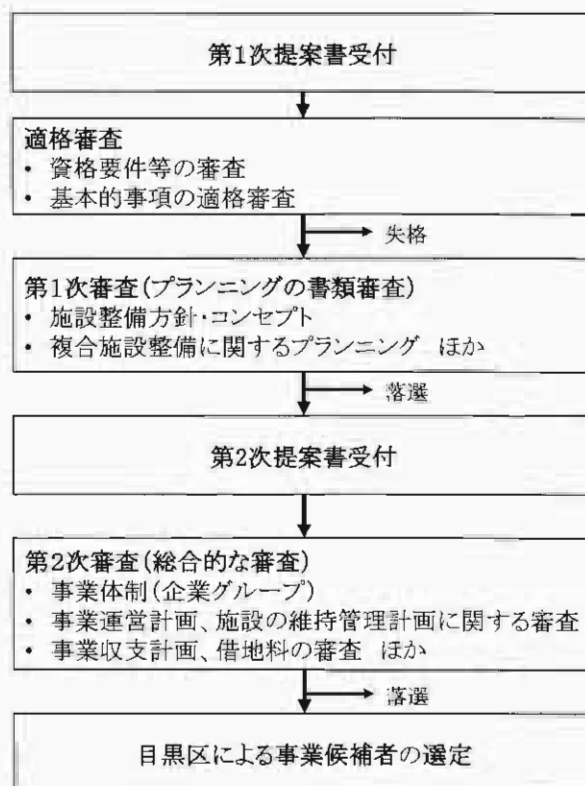 第1次提案書受付
適格審査
• 資格要件等の審査
• 基本的事項の適格審査
失格
第1次審査(プランニングの書類審査)
• 施設整備方針・コンセプト
• 複合施設整備に関するプランニング ほか
落選
第2次提案書受付
第2次審査(総合的な審査)
• 事業体制(企業グループ)
• 事業運営計画、施設の維持管理計画に関する審査
• 事業収支計画、借地料の審査 ほか
落選
目黒区による事業候補者の選定